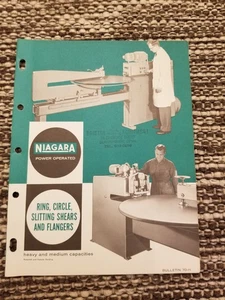 NIAGARA
POWER OPERATED
RING, CIRCLE,
SLITTING SHEARS
AND FLANGERS
heavy and medium capacities